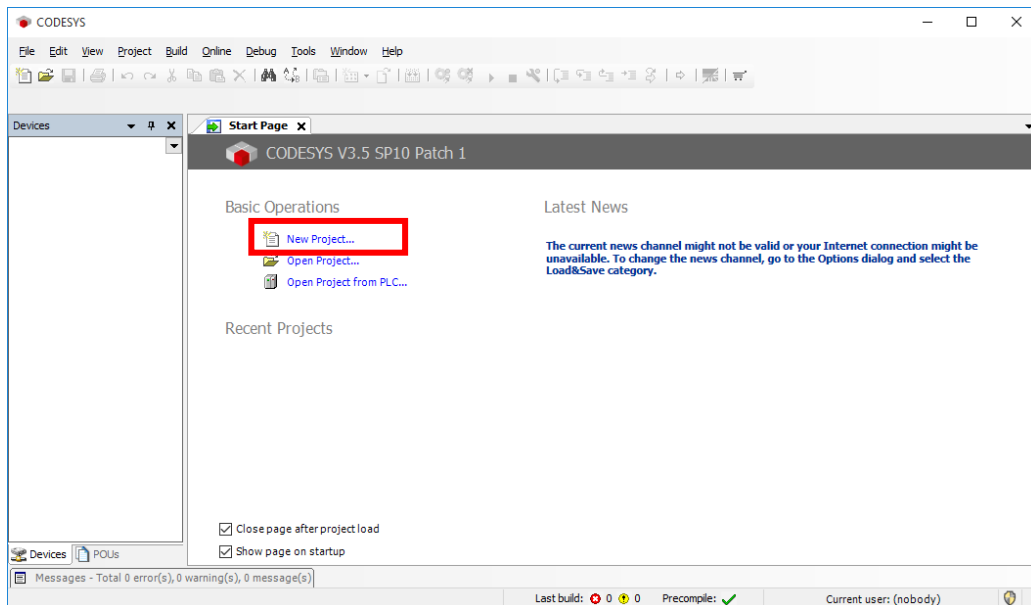 CODESYS
File Edit View Project Build Online Debug Tools Window Help
Devices
Start Page
CODESYS V3.5 SP10 Patch 1
Basic Operations
New Project...
Open Project...
Open Project from PLC...
Recent Projects
Latest News
The current news channel might not be valid or your Internet connection might be
unavailable. To change the news channel, go to the Options dialog and select the
Load&Save category.
Close page after project load
Show page on startup
Devices POUs
Messages - Total 0 error(s), 0 warning(s), 0 message(s)
Last build: 0 0 Precompile: Current user: (nobody)